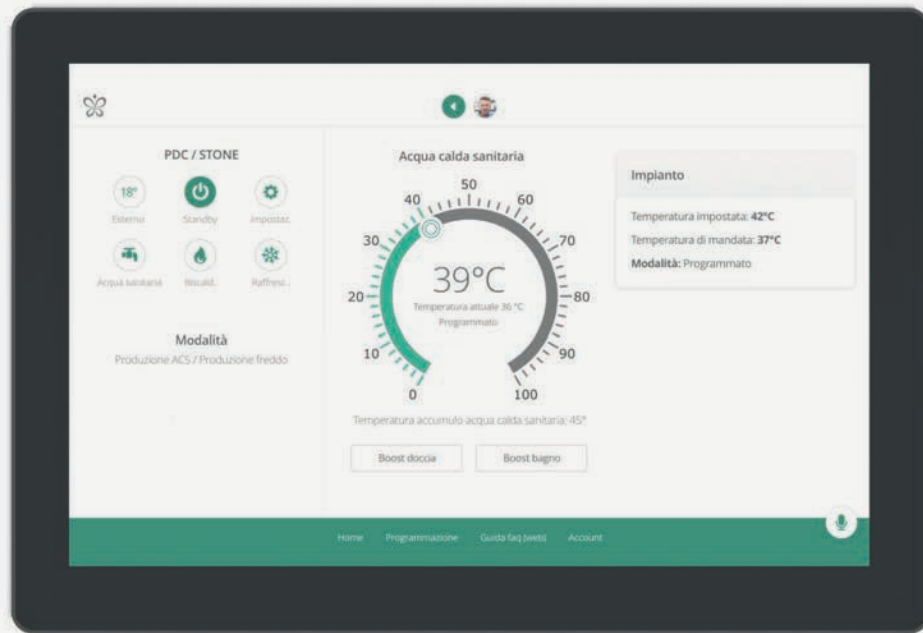 PDC / STONE
18°
Esterno
Standby
Impostaz.
Acqua sanitaria
Riscald..
Raffresc..
Modalità
Produzione ACS / Produzione freddo
Acqua calda sanitaria
0
10
20
30
40
50
60
70
80
90
100
39°C
Temperatura attuale 36 °C
Programmato
Temperatura accumulo acqua calda sanitaria: 45°
Boost doccia
Boost bagno
Impianto
Temperatura impostata: 42°C
Temperatura di mandata: 37°C
Modalità: Programmato
Home
Programmazione
Guida faq (web)
Account